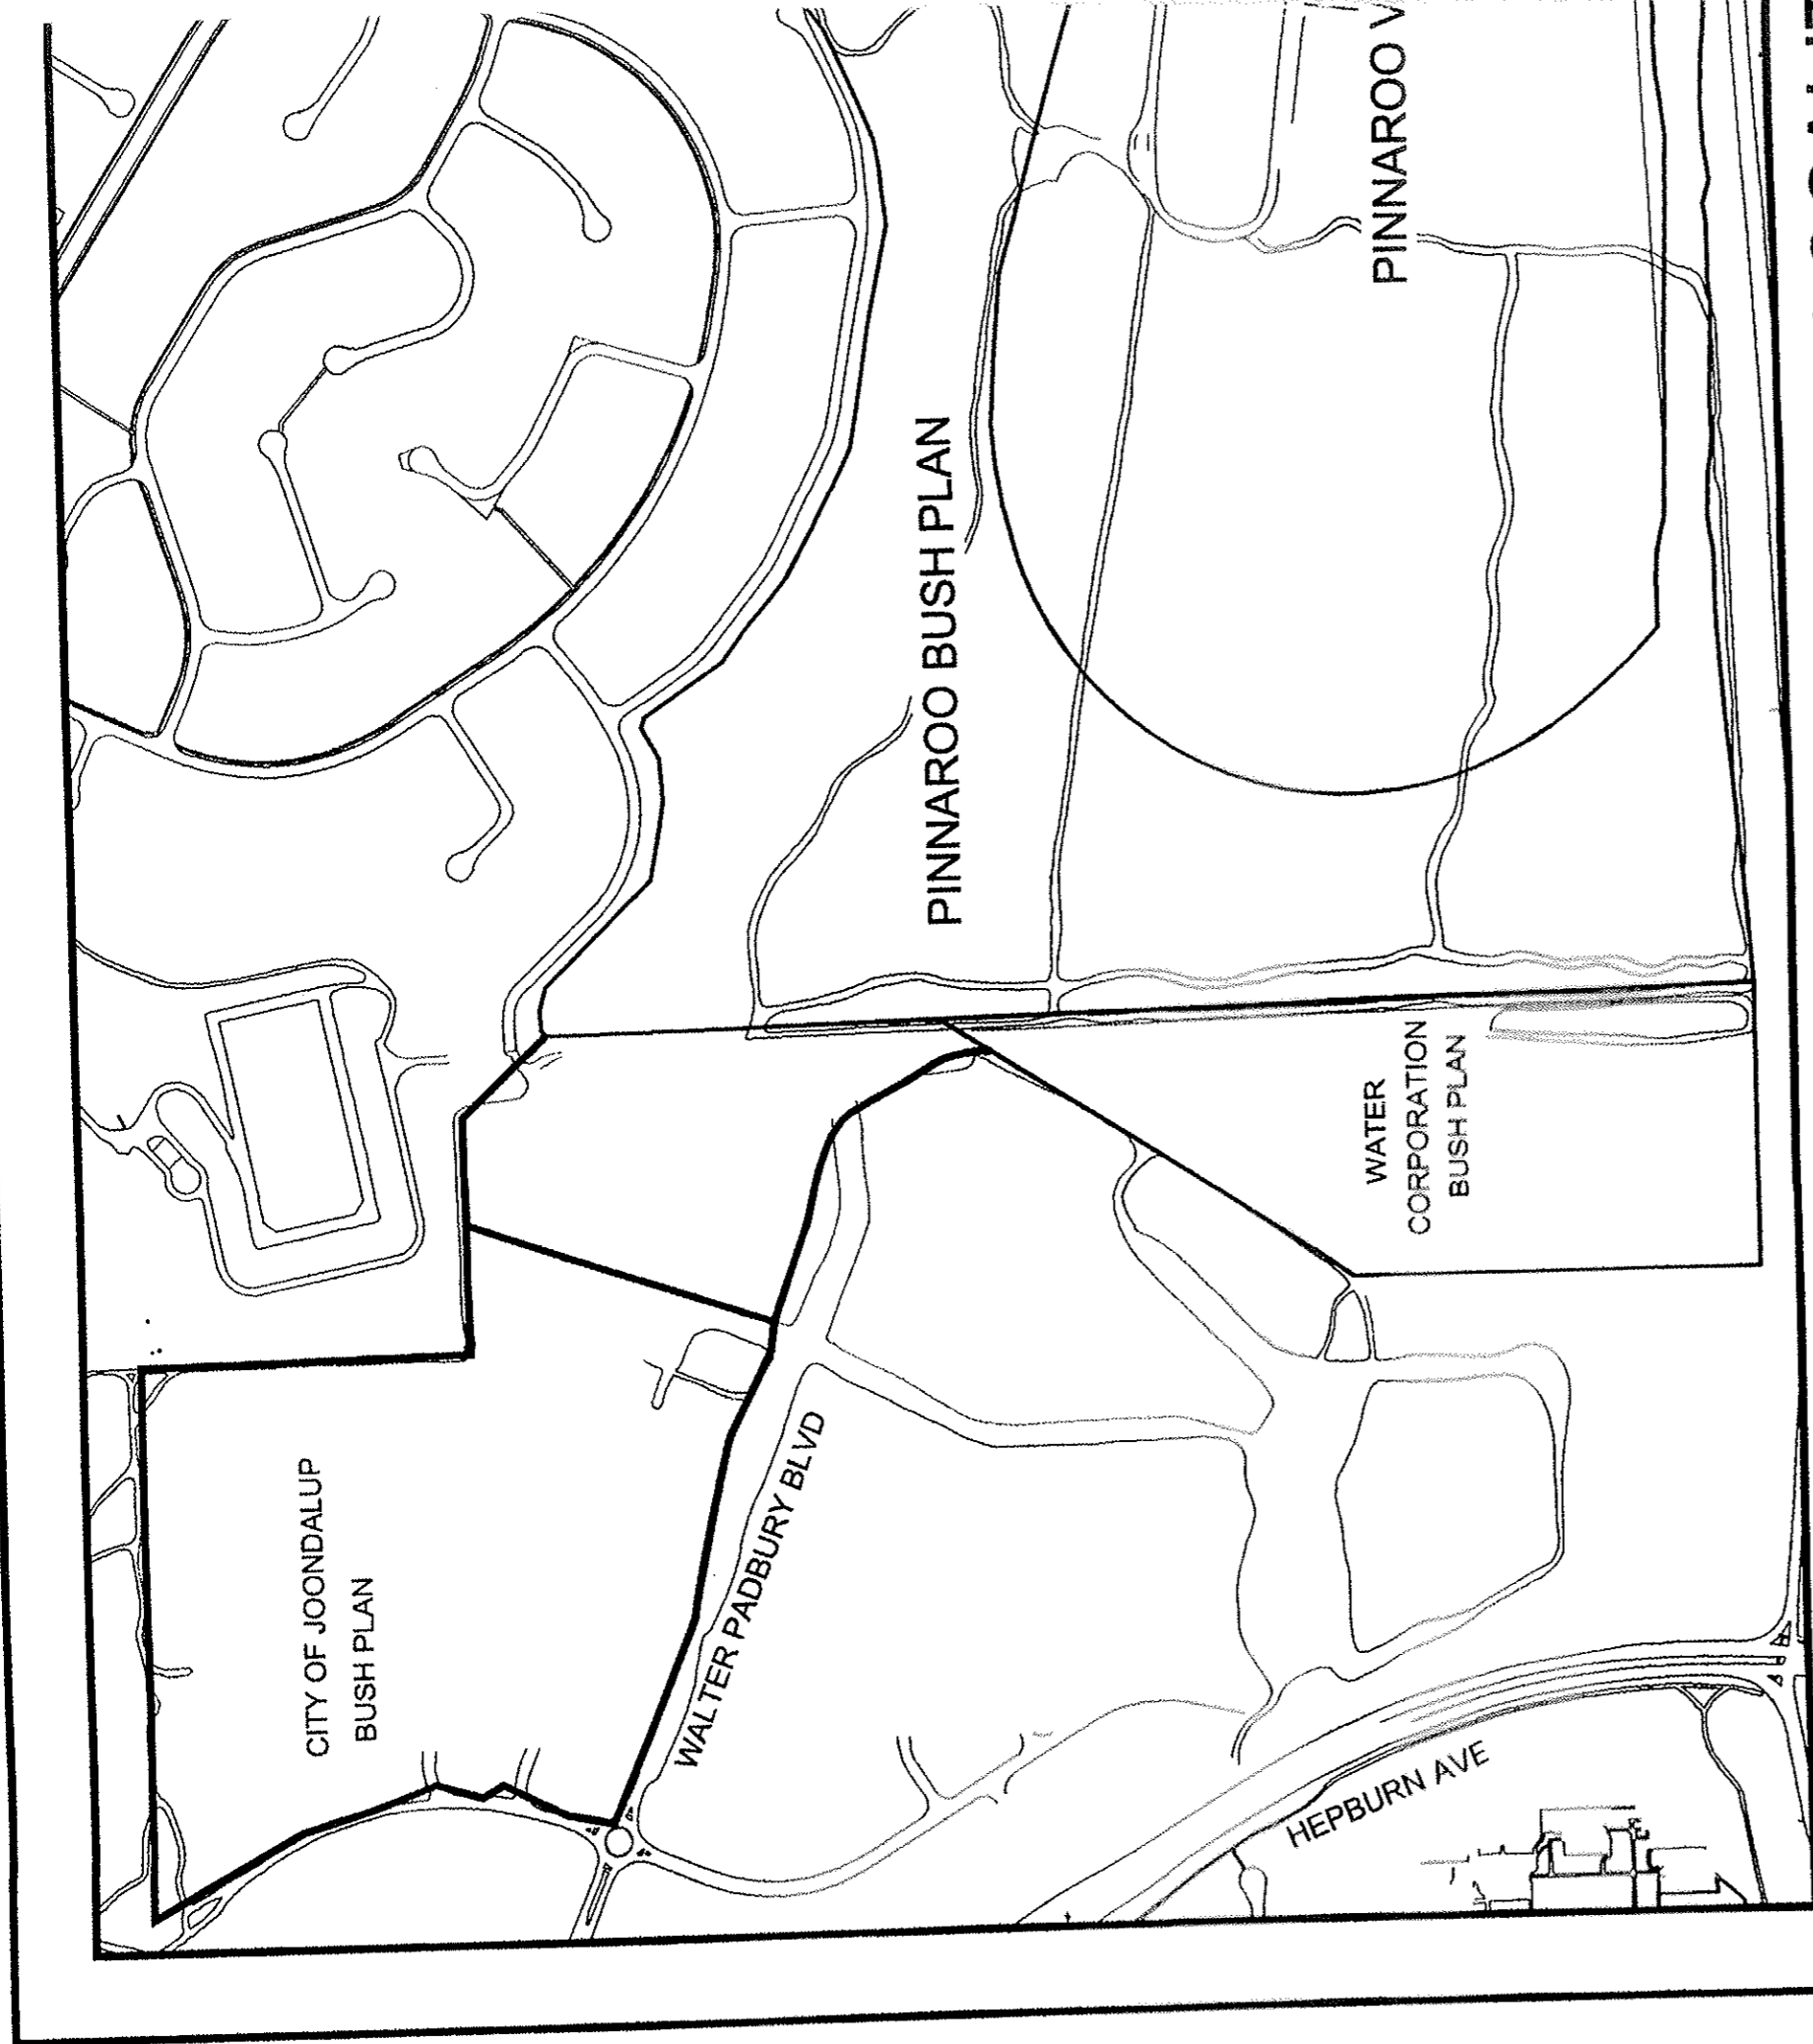 PINNAROO V
PINNAROO BUSH PLAN
WATER
CORPORATION
BUSH PLAN
CITY OF JOONDALUP
BUSH PLAN
WALTER PADBURY BLVD
HEPBURN AVE